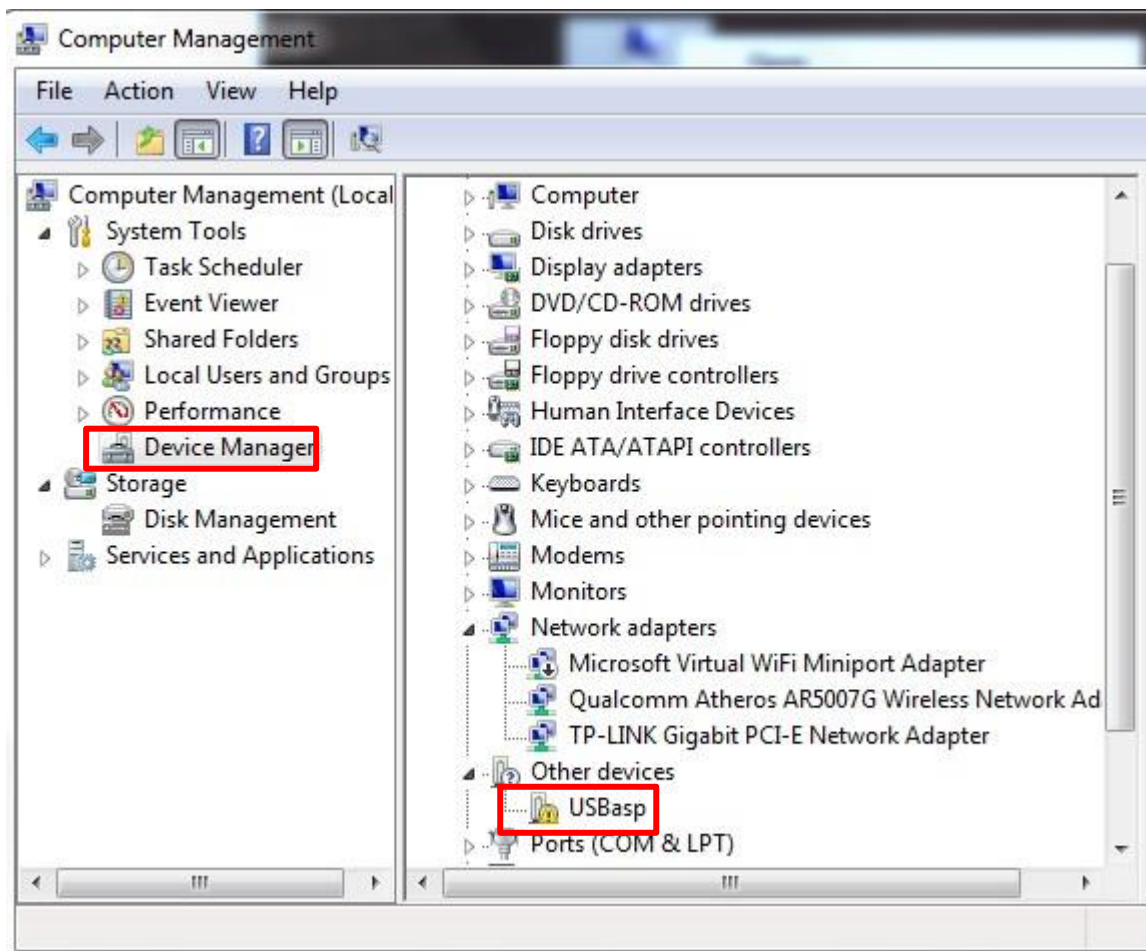 Computer Management
File Action View Help
Computer Management (Local
System Tools
Task Scheduler
Event Viewer
Shared Folders
Local Users and Groups
Performance
Device Manager
Storage
Disk Management
Services and Applications
Computer
Disk drives
Display adapters
DVD/CD-ROM drives
Floppy disk drives
Floppy drive controllers
Human Interface Devices
IDE ATA/ATAPI controllers
Keyboards
Mice and other pointing devices
Modems
Monitors
Network adapters
Microsoft Virtual WiFi Miniport Adapter
Qualcomm Atheros AR5007G Wireless Network Ad
TP-LINK Gigabit PCI-E Network Adapter
Other devices
USBasp
Ports (COM & LPT)